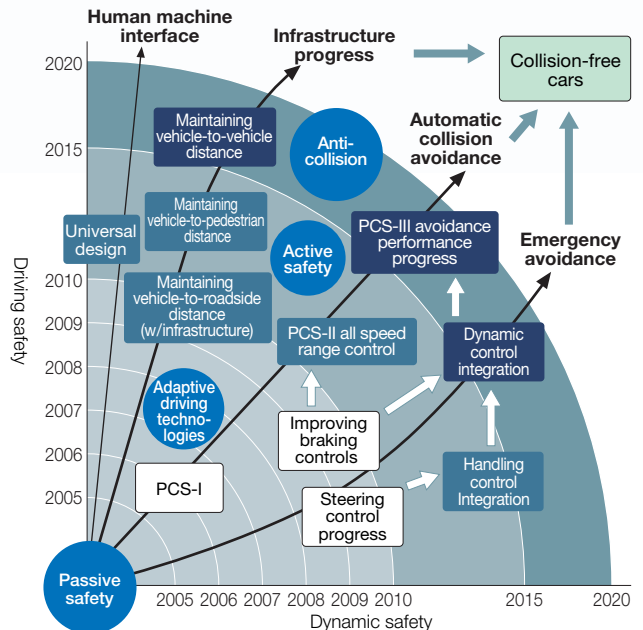 Human machine
interface
Infrastructure
progress
Collision-free
cars
2020
Maintaining
vehicle-to-vehicle
distance
Anti-
collision
Automatic
collision
avoidance
2015
Universal
design
Maintaining
vehicle-to-pedestrian
distance
Active
safety
PCS-III avoidance
performance
progress
Emergency
avoidance
Driving safety
2010
Maintaining
vehicle-to-roadside
distance
(w/infrastructure)
2009
PCS-II all speed
range control
Dynamic
control
integration
2008
Adaptive
driving
techno-
logies
2007
Improving
braking
controls
2006
PCS-I
Handling
control
Integration
2005
Steering
control
progress
Passive
safety
2005
2006
2007
2008
2009
2010
2015
2020
Dynamic safety